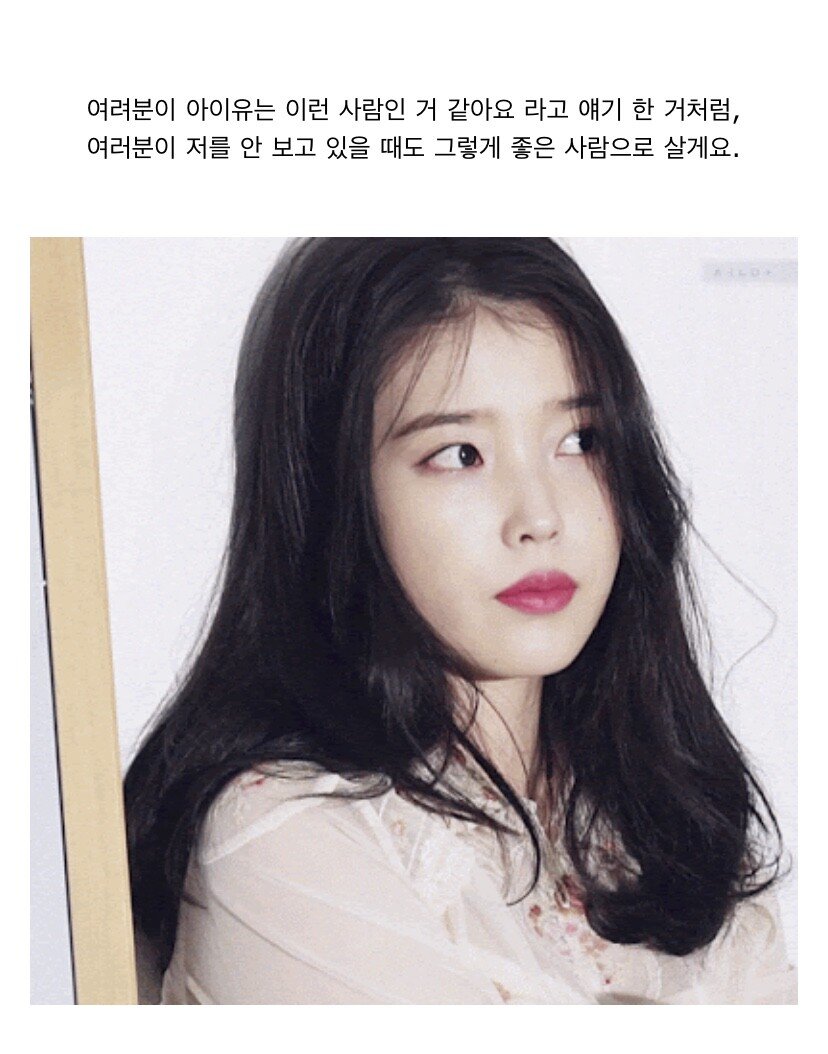 여려분이 아이유는 이런 사람인 거 같아요 라고 얘기 한 거처럼,
여러분이 저를 안 보고 있을 때도 그렇게 좋은 사람으로 살게요.